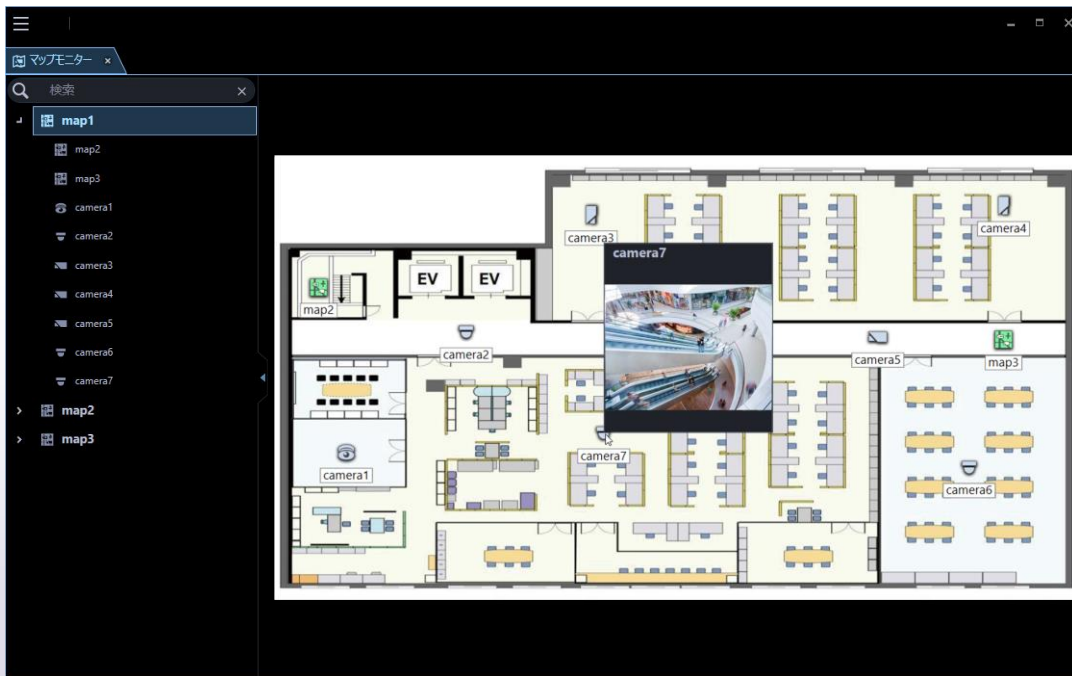 マップモニター
検索
map1
map2
map3
camera1
camera2
camera3
camera4
camera5
camera6
camera7
map2
map3
camera3
camera4
camera7
EV
EV
map2
camera2
camera5
map3
camera7
camera1
camera6